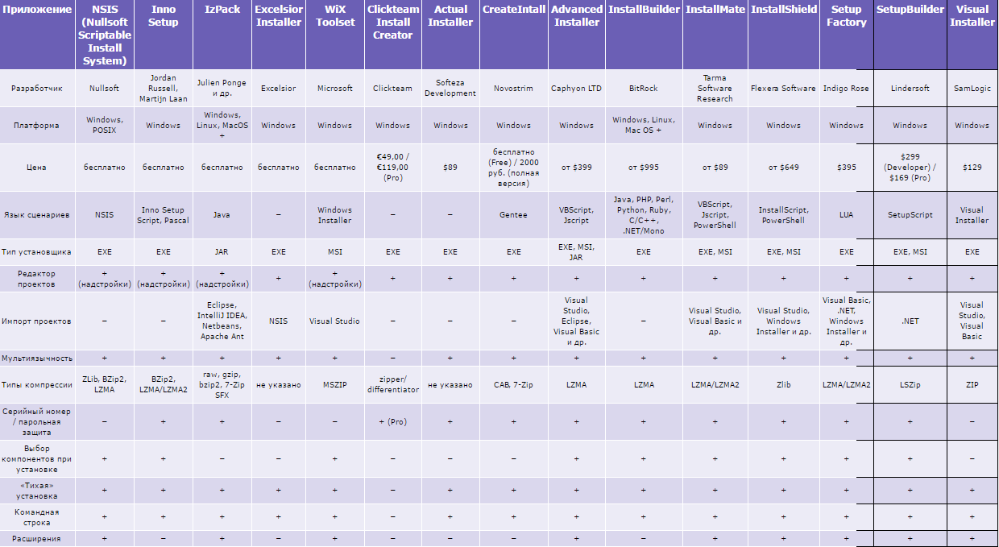 Приложение NSIS (Nullsoft Scriptable Install System) Inno Setup IzPack Excelsior Installer WiX Toolset Clickteam Install Creator Actual Installer CreateIntall Advanced Installer InstallBuilder InstallMate InstallShield Setup Factory SetupBuilder Visual Installer
Разработчик Nullsoft Jordan Russell, Martijn Laan Julien Ponge и др. Excelsior Microsoft Clickteam Softeza Development Novostrim Caphyon LTD BitRock Tarma Software Research Flexera Software Indigo Rose Lindersoft SamLogic
Платформа Windows, POSIX Windows Windows, Linux, MacOS + Windows Windows Windows Windows Windows Windows Windows, Linux, Mac OS + Windows Windows Windows Windows Windows
Цена бесплатно бесплатно бесплатно бесплатно бесплатно €49,00 / €119,00 (Pro) $89 бесплатно (Free) / 2000 руб. (полная версия) от $399 от $995 от $89 от $649 $395 $299 (Developer) / $169 (Pro) $129
Язык сценариев NSIS Inno Setup Script, Pascal Java – Windows Installer – – Gentee VBScript, Jscript Java, PHP, Perl, Python, Ruby, C/C++, .NET/Mono VBScript, Jscript, PowerShell InstallScript, PowerShell LUA SetupScript Visual Installer
Тип установщика EXE EXE JAR EXE MSI EXE EXE EXE EXE, MSI, JAR EXE EXE, MSI EXE, MSI EXE EXE, MSI EXE
Редактор проектов + (надстройки) + (надстройки) + (надстройки) + + (надстройки) + + + + + + + + + +
Импорт проектов – – Eclipse, IntelliJ IDEA, Netbeans, Apache Ant NSIS Visual Studio – – – Visual Studio, Eclipse, Visual Basic и др. – Visual Studio, Visual Basic и др. Visual Studio, Windows Installer и др. Visual Basic, .NET, Windows Installer и др. .NET Visual Studio, Visual Basic
Мультиязычность + + + + + – + + + + + + + + +
Типы компрессии ZLib, BZip2, LZMA BZip2, LZMA/LZMA2 raw, gzip, bzip2, 7-Zip SFX не указано MSZIP zipper/ differentiator не указано CAB, 7-Zip LZMA LZMA LZMA/LZMA2 Zlib LZMA/LZMA2 LSZip ZIP
Серийный номер / парольная защита – + + – – + (Pro) + + + + + + + + –
Выбор компонентов при установке + + – – + – – – + + + + + + –
«Тихая» установка + + + + + – + + + + + + + + +
Командная строка + + + + + – + + + + + + + + +
Расширения + – + – + – – – + – + + + + +